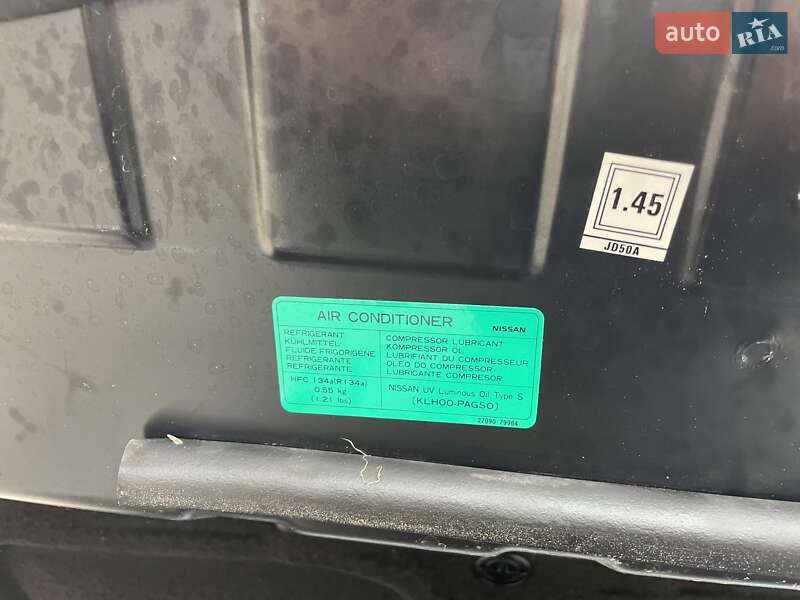 auto RIA .com
1.45
JD50A
AIR CONDITIONER NISSAN
REFRIGERANT
KÜHLMITTEL
FLUIDE FRIGORIGÈNE
REFRIGERANTE
REFRIGERANTE
COMPRESSOR LUBRICANT
KOMPRESSOR ÖL
LUBRIFIANT DU COMPRESSEUR
OLEO DO COMPRESSOR
LUBRICANTE COMPRESOR
HFC 134a(R134a)
0.55 kg
(1.21 lbs)
NISSAN UV Luminous Oil Type S
(KLH00-PAGS0)
27090 79964